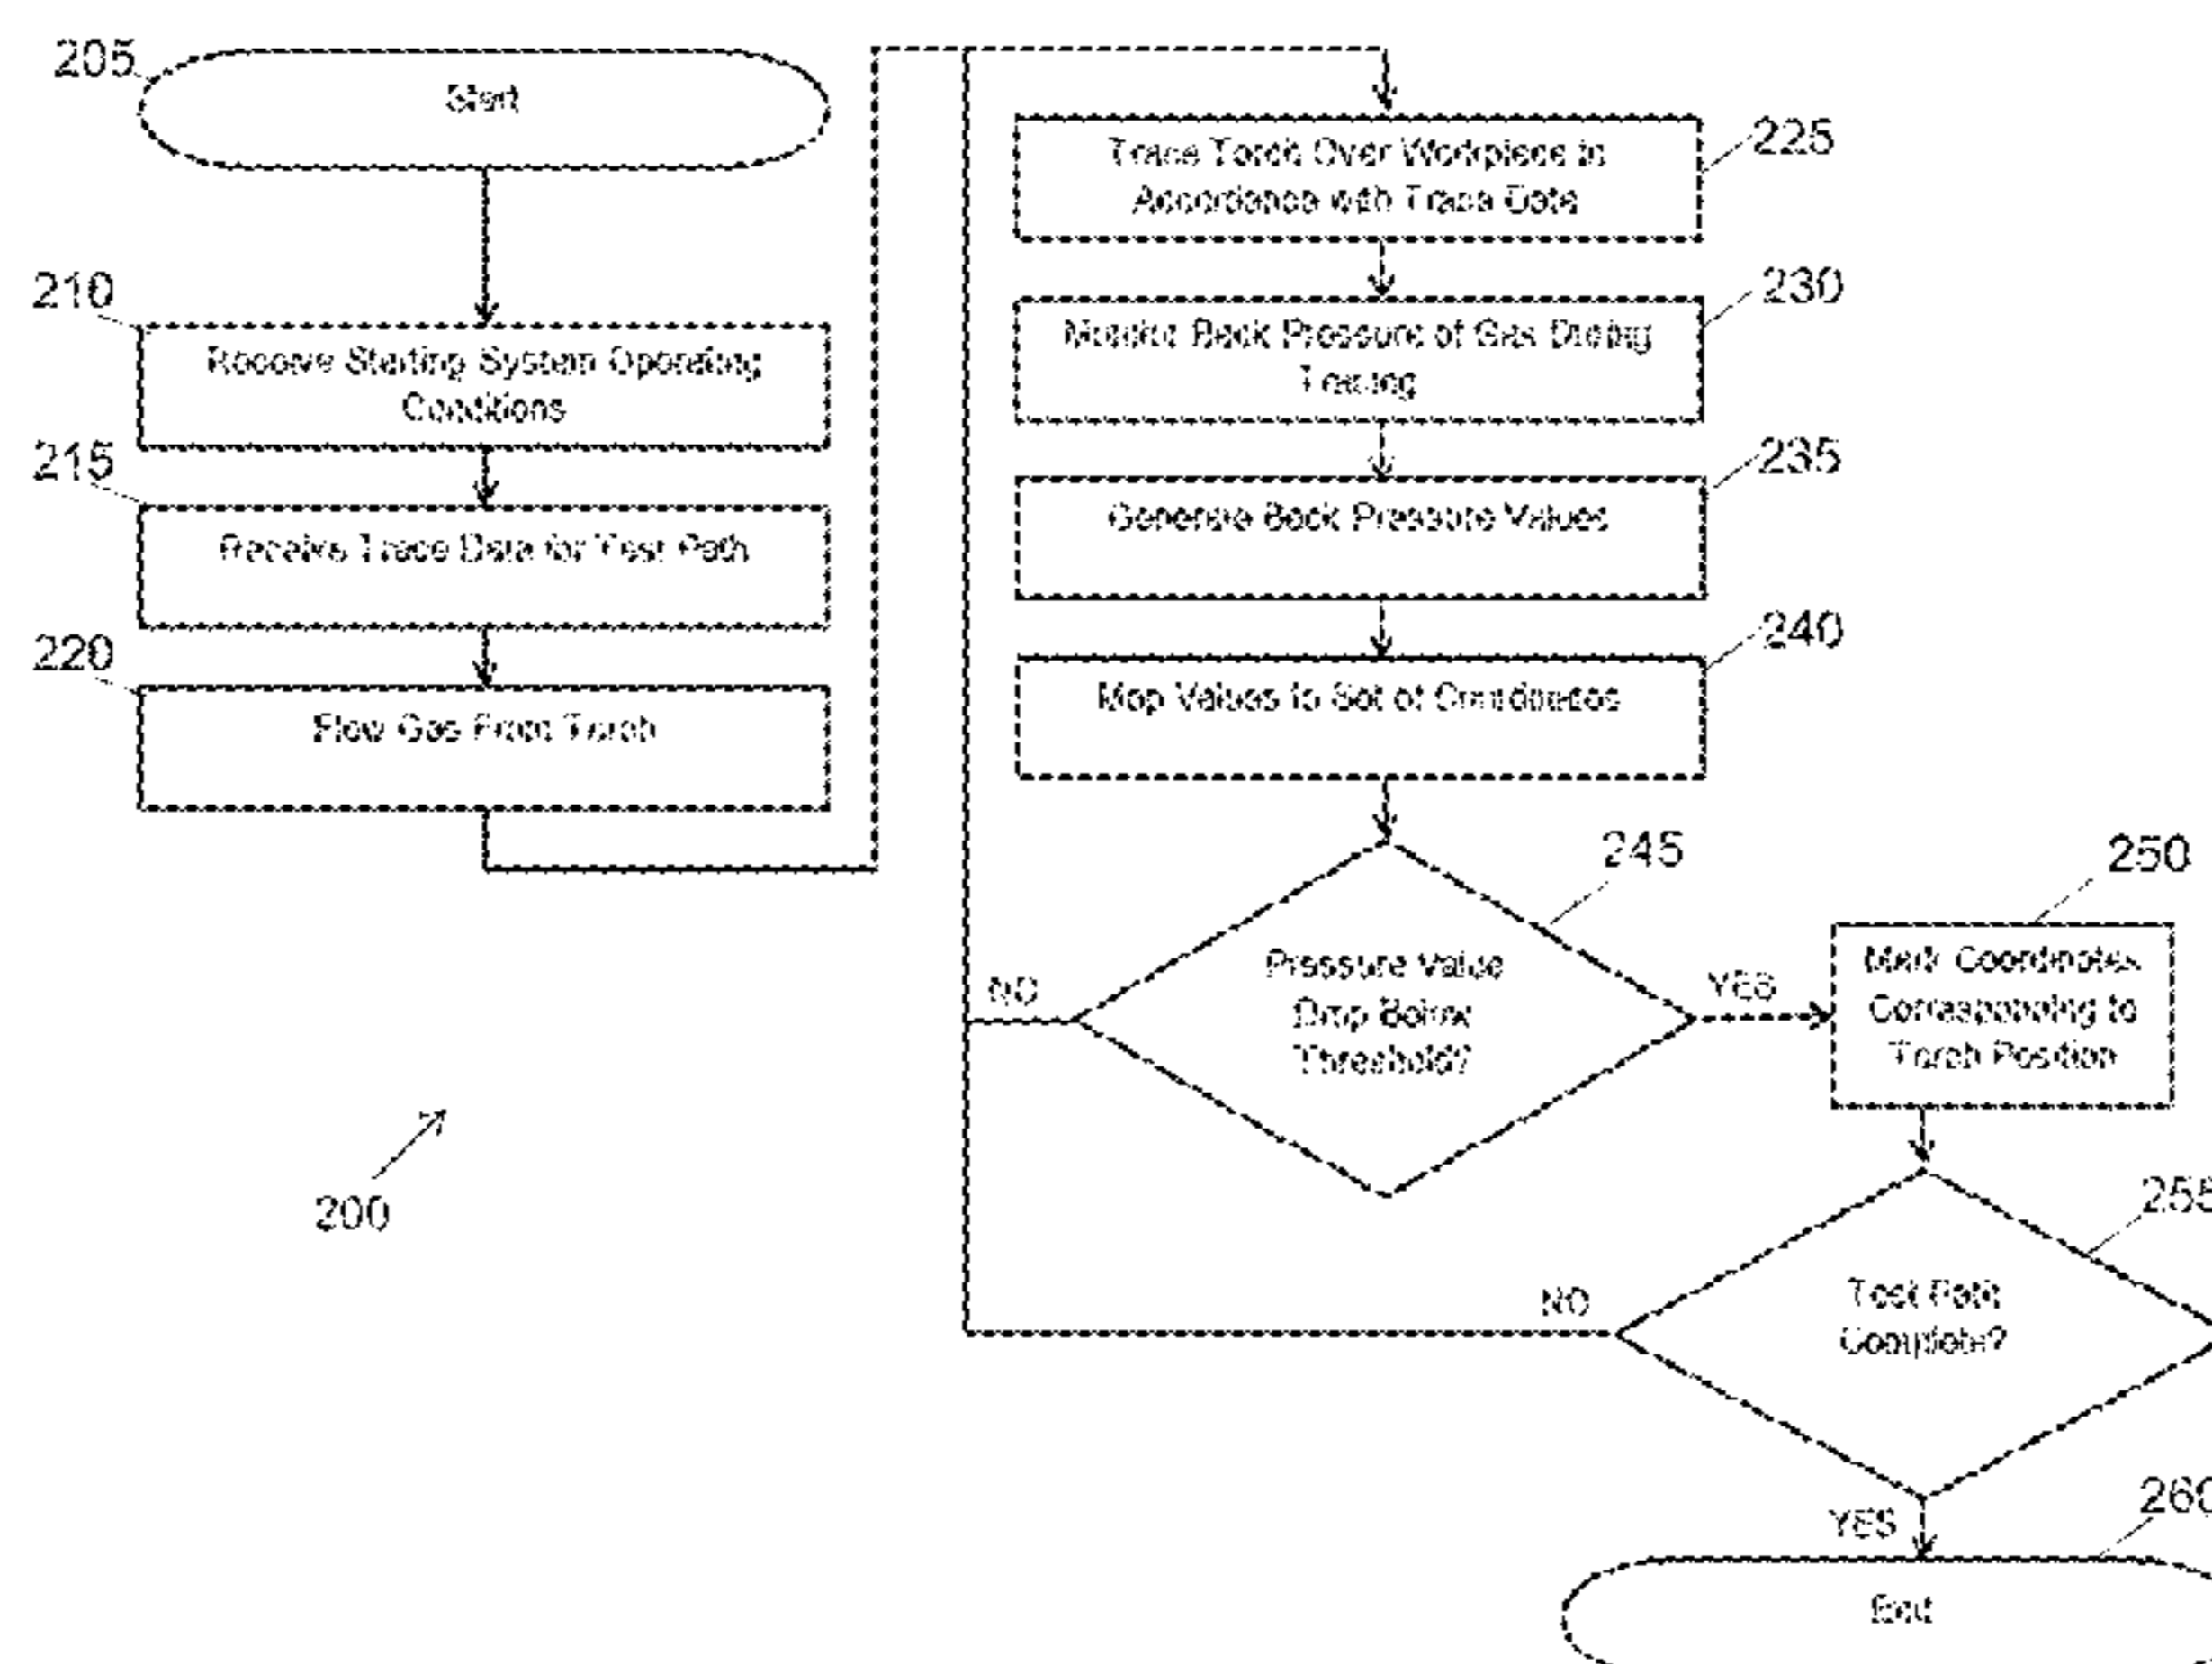 205
Start
210
Receive Starting System Operating
Conditions
215
Receive Trace Data for Test Path
220
Flow Gas From Torch
225
Trace Torch Over Workpiece in
Accordance with Trace Data
230
Monitor Back Pressure of Gas During
Tracing
235
Generate Back Pressure Values
240
Map Values to Set of Coordinates
245
Pressure Value
Drop Below
Threshold?
NO
YES
250
Mark Coordinates
Corresponding to
Torch Position
255
Test Path
Complete?
NO
YES
260
200